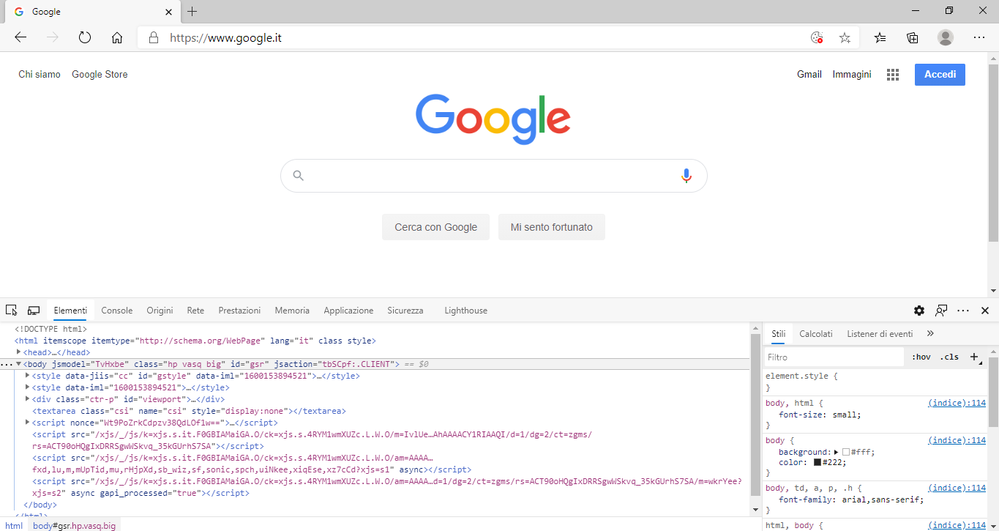 Google
https://www.google.it
Chi siamo Google Store Gmail Immagini Accedi
Google
Cerca con Google Mi sento fortunato
Elementi Console Origini Rete Prestazioni Memoria Applicazione Sicurezza Lighthouse
<!DOCTYPE html>
<html itemscope itemtype="http://schema.org/WebPage" lang="it" class style>
<head>…</head>
<body jsmodel="TvHxbe" class="hp vasq big" id="gsr" jsaction="tbSCpf:.CLIENT"> == $0
<style data-jiis="cc" id="gstyle" data-iml="1600153894521">…</style>
<style data-iml="1600153894521">…</style>
<div class="ctr-p" id="viewport">…</div>
<textarea class="csi" name="csi" style="display:none"></textarea>
<script nonce="Wt9PoZrkCdpzv38QdLOf1w==">…</script>
<script src="/xjs/_/js/k=xjs.s.it.F0GBIAMaiGA.O/ck=xjs.s.4RYM1wmXUZc.L.W.O/m=IvlUe…AhAAAACY1RIAAQI/d=1/dg=2/ct=zgms/
rs=ACT90oHQgIxDRRSgwWSkvq_35kGUrhS7SA"></script>
<script src="/xjs/_/js/k=xjs.s.it.F0GBIAMaiGA.O/ck=xjs.s.4RYM1wmXUZc.L.W.O/am=AAAA…
fxd,lu,m,mUpTid,mu,rHjpXd,sb_wiz,sf,sonic,spch,uiNkee,xiqEse,xz7cCd?xjs=s1" async></script>
<script src="/xjs/_/js/k=xjs.s.it.F0GBIAMaiGA.O/ck=xjs.s.4RYM1wmXUZc.L.W.O/am=AAAA…d=1/dg=2/ct=zgms/rs=ACT90oHQgIxDRRSgwWSkvq_35kGUrhS7SA/m=wkrYee?
xjs=s2" async gapi_processed="true"></script>
</body>
</html>
html body#gsr.hp.vasq.big
Stili Calcolati Listener di eventi »
Filtro :hov .cls +
element.style {
}
body, html { (indice):114
font-size: small;
}
body { (indice):114
background: #fff;
color: #222;
}
body, td, a, p, .h { (indice):114
font-family: arial,sans-serif;
}
html, body { (indice):114